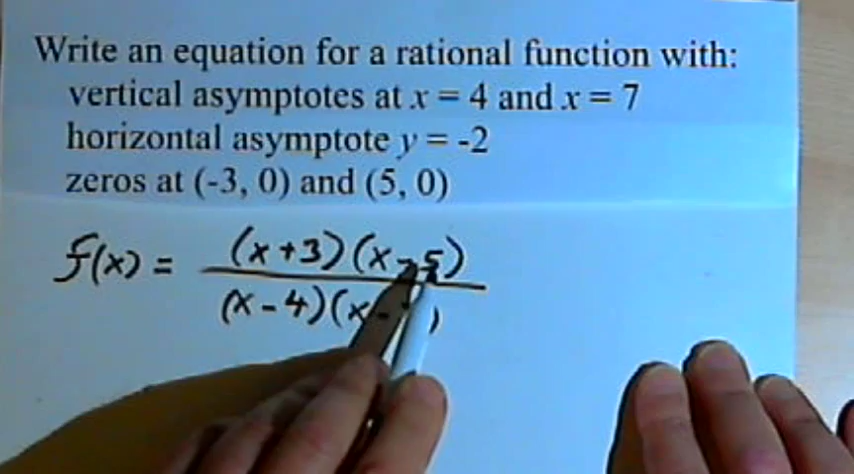 Write an equation for a rational function with:
vertical asymptotes at x = 4 and x = 7
horizontal asymptote y = -2
zeros at (-3, 0) and (5, 0)
f(x) = (x+3)(x-5)
(x-4)(x- )